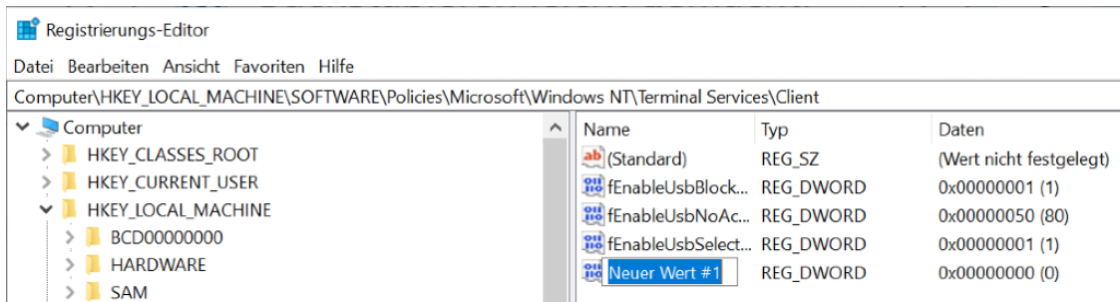 Registrierungs-Editor
Datei Bearbeiten Ansicht Favoriten Hilfe
Computer\HKEY_LOCAL_MACHINE\SOFTWARE\Policies\Microsoft\Windows NT\Terminal Services\Client
Computer
HKEY_CLASSES_ROOT
HKEY_CURRENT_USER
HKEY_LOCAL_MACHINE
BCD00000000
HARDWARE
SAM
Name Typ Daten
ab (Standard) REG_SZ (Wert nicht festgelegt)
fEnableUsbBlock... REG_DWORD 0x00000001 (1)
fEnableUsbNoAc... REG_DWORD 0x00000050 (80)
fEnableUsbSelect... REG_DWORD 0x00000001 (1)
Neuer Wert #1 REG_DWORD 0x00000000 (0)